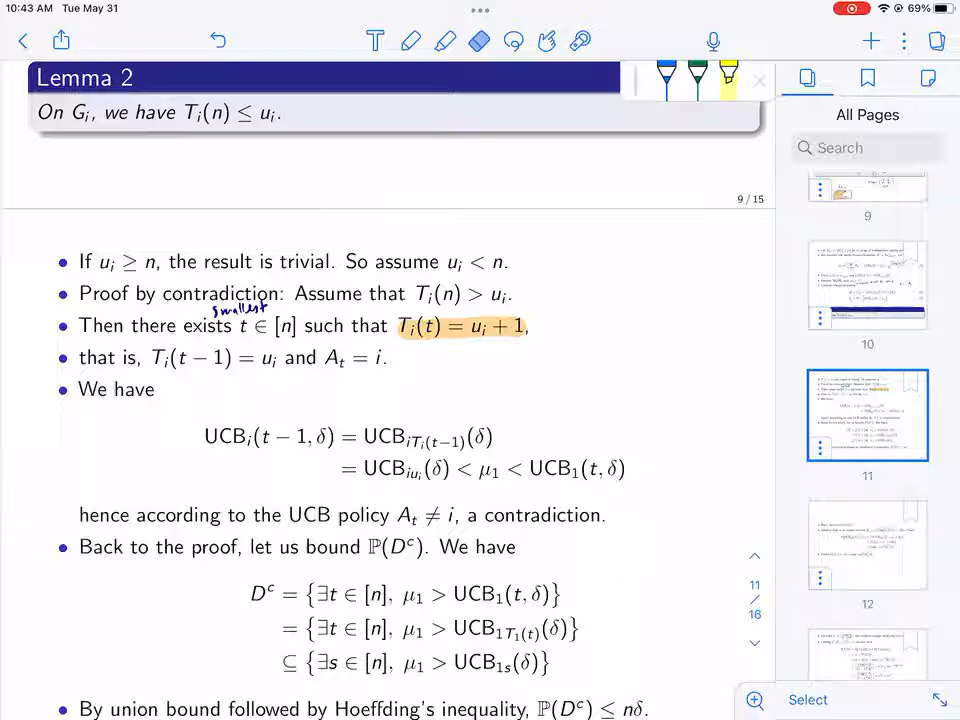 10:43 AM Tue May 31
69%
Lemma 2
On G_i, we have T_i(n) ≤ u_i.
9 / 15
• If u_i ≥ n, the result is trivial. So assume u_i < n.
• Proof by contradiction: Assume that T_i(n) > u_i.
smallest
• Then there exists t ∈ [n] such that T_i(t) = u_i + 1,
• that is, T_i(t − 1) = u_i and A_t = i.
• We have
UCB_i(t − 1, δ) = UCB_{iT_i(t−1)}(δ)
= UCB_{iu_i}(δ) < μ_1 < UCB_1(t, δ)
hence according to the UCB policy A_t ≠ i, a contradiction.
• Back to the proof, let us bound ℙ(D^c). We have
D^c = {∃t ∈ [n], μ_1 > UCB_1(t, δ)}
= {∃t ∈ [n], μ_1 > UCB_{1T_1(t)}(δ)}
⊆ {∃s ∈ [n], μ_1 > UCB_{1s}(δ)}
• By union bound followed by Hoeffding's inequality, ℙ(D^c) ≤ nδ.
11
/
16
All Pages
Search
9
10
11
12
Select